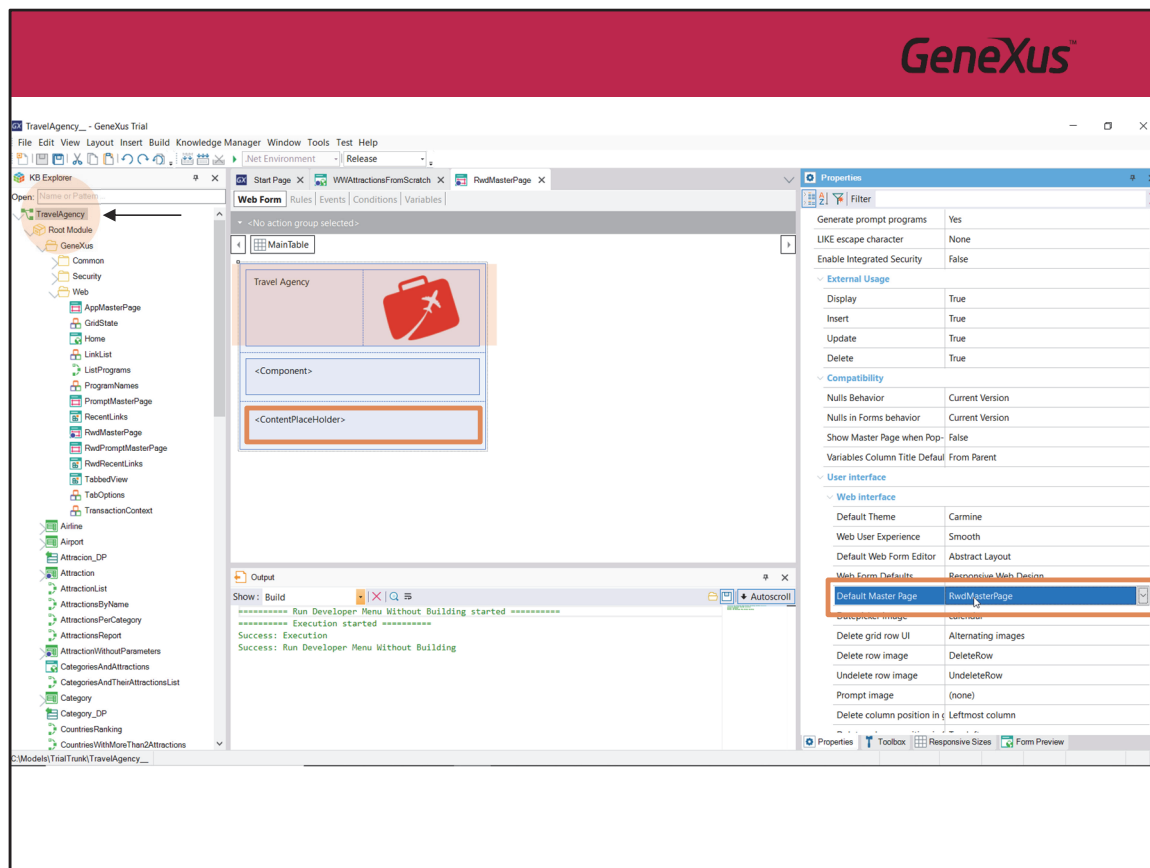 GeneXus™
TravelAgency__ - GeneXus Trial
File Edit View Layout Insert Build Knowledge Manager Window Tools Test Help
.Net Environment Release
KB Explorer
Open: Name or Pattern...
TravelAgency
Root Module
GeneXus
Common
Security
Web
AppMasterPage
GridState
Home
LinkList
ListPrograms
ProgramNames
PromptMasterPage
RecentLinks
RwdMasterPage
RwdPromptMasterPage
RwdRecentLinks
TabbedView
TabOptions
TransactionContext
Airline
Airport
Attracion_DP
Attraction
AttractionList
AttractionsByName
AttractionsPerCategory
AttractionsReport
AttractionWithoutParameters
CategoriesAndAttractions
CategoriesAndTheirAttractionsList
Category
Category_DP
CountriesRanking
CountriesWithMoreThan2Attractions
Start Page WWAttractionsFromScratch RwdMasterPage
Web Form Rules Events Conditions Variables
<No action group selected>
MainTable
Travel Agency
<Component>
<ContentPlaceHolder>
Output
Show: Build Autoscroll
========== Run Developer Menu Without Building started ==========
========== Execution started ==========
Success: Execution
Success: Run Developer Menu Without Building
Properties
Filter
Generate prompt programs Yes
LIKE escape character None
Enable Integrated Security False
External Usage
Display True
Insert True
Update True
Delete True
Compatibility
Nulls Behavior Current Version
Nulls in Forms behavior Current Version
Show Master Page when Pop- False
Variables Column Title Defaul From Parent
User interface
Web interface
Default Theme Carmine
Web User Experience Smooth
Default Web Form Editor Abstract Layout
Web Form Defaults Responsive Web Design
Default Master Page RwdMasterPage
Datepicker image calendar
Delete grid row UI Alternating images
Delete row image DeleteRow
Undelete row image UndeleteRow
Prompt image (none)
Delete column position in g Leftmost column
Properties Toolbox Responsive Sizes Form Preview
C:\Models\TrialTrunk\TravelAgency__